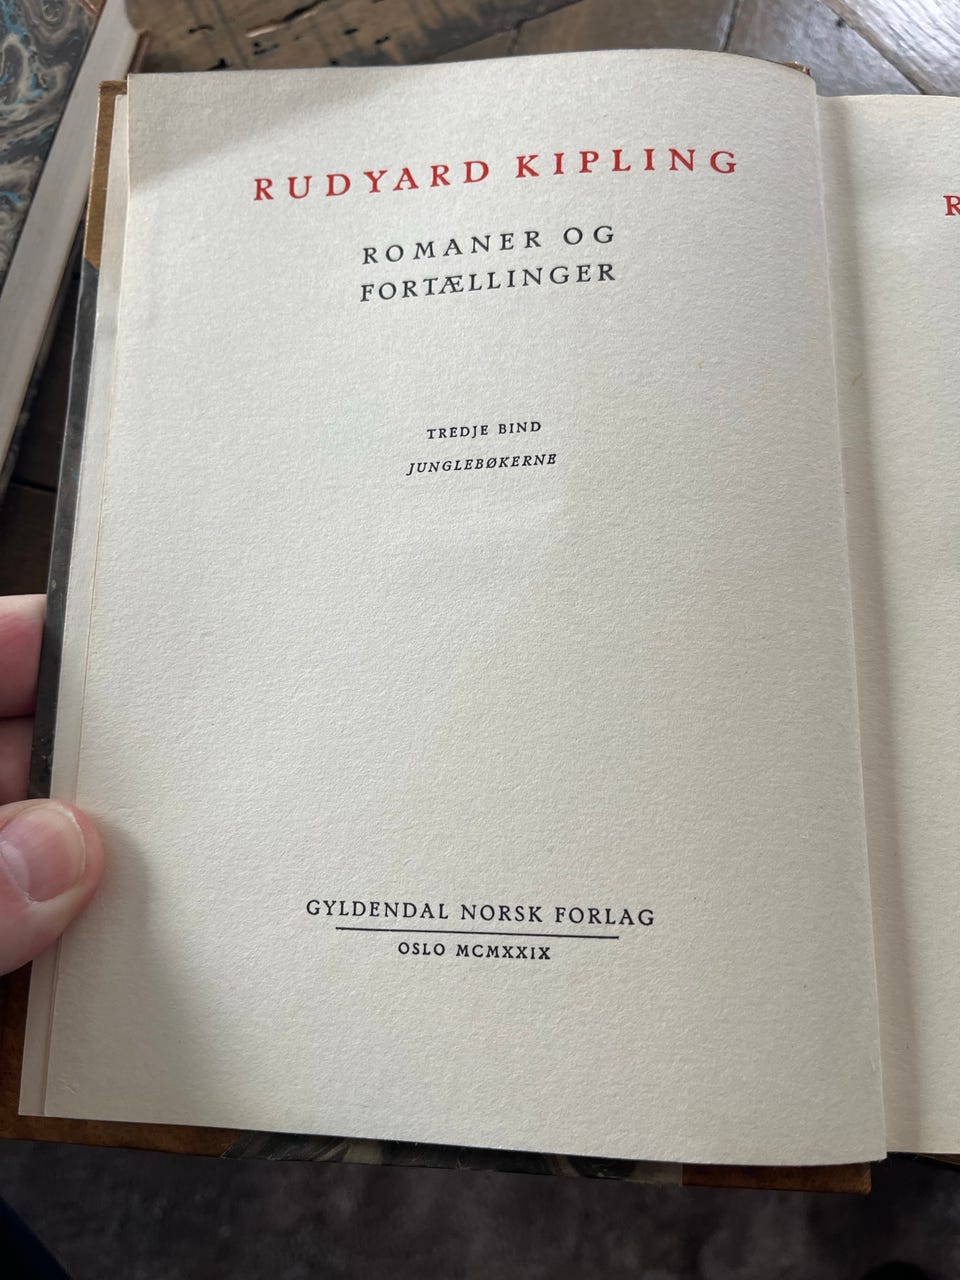 RUDYARD KIPLING
ROMANER OG
FORTÆLLINGER
TREDJE BIND
JUNGLEBØKERNE
GYLDENDAL NORSK FORLAG
OSLO MCMXXIX
R